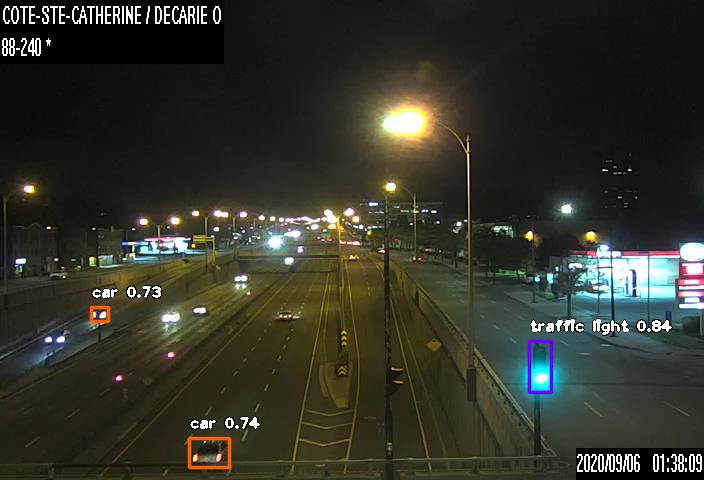 COTE-STE-CATHERINE / DECARIE O
88-240 *
car 0.73
traffic light 0.84
car 0.74
2020/09/06 01:38:09